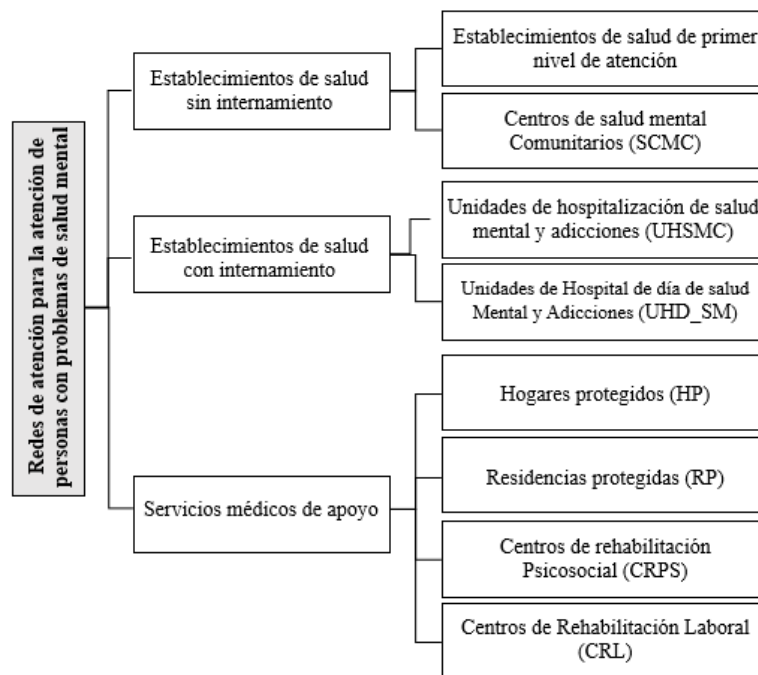 Redes de atención para la atención de
personas con problemas de salud mental
Establecimientos de salud
sin internamiento
Establecimientos de salud de primer
nivel de atención
Centros de salud mental
Comunitarios (SCMC)
Establecimientos de salud
con internamiento
Unidades de hospitalización de salud
mental y adicciones (UHSMC)
Unidades de Hospital de día de salud
Mental y Adicciones (UHD_SM)
Servicios médicos de apoyo
Hogares protegidos (HP)
Residencias protegidas (RP)
Centros de rehabilitación
Psicosocial (CRPS)
Centros de Rehabilitación Laboral
(CRL)